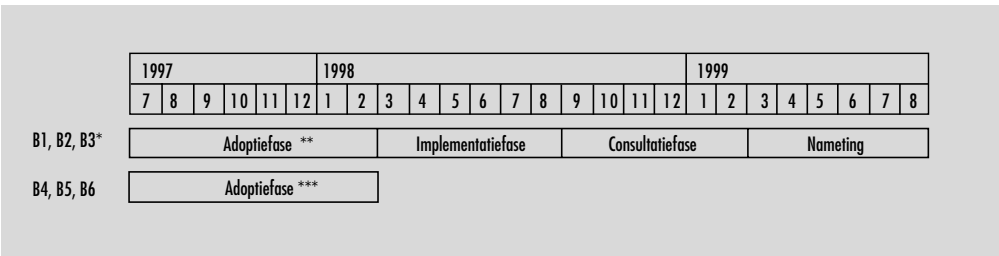 1997 1998 1999
7 8 9 10 11 12 1 2 3 4 5 6 7 8 9 10 11 12 1 2 3 4 5 6 7 8
B1, B2, B3* Adoptiefase ** Implementatiefase Consultatiefase Nameting
B4, B5, B6 Adoptiefase ***